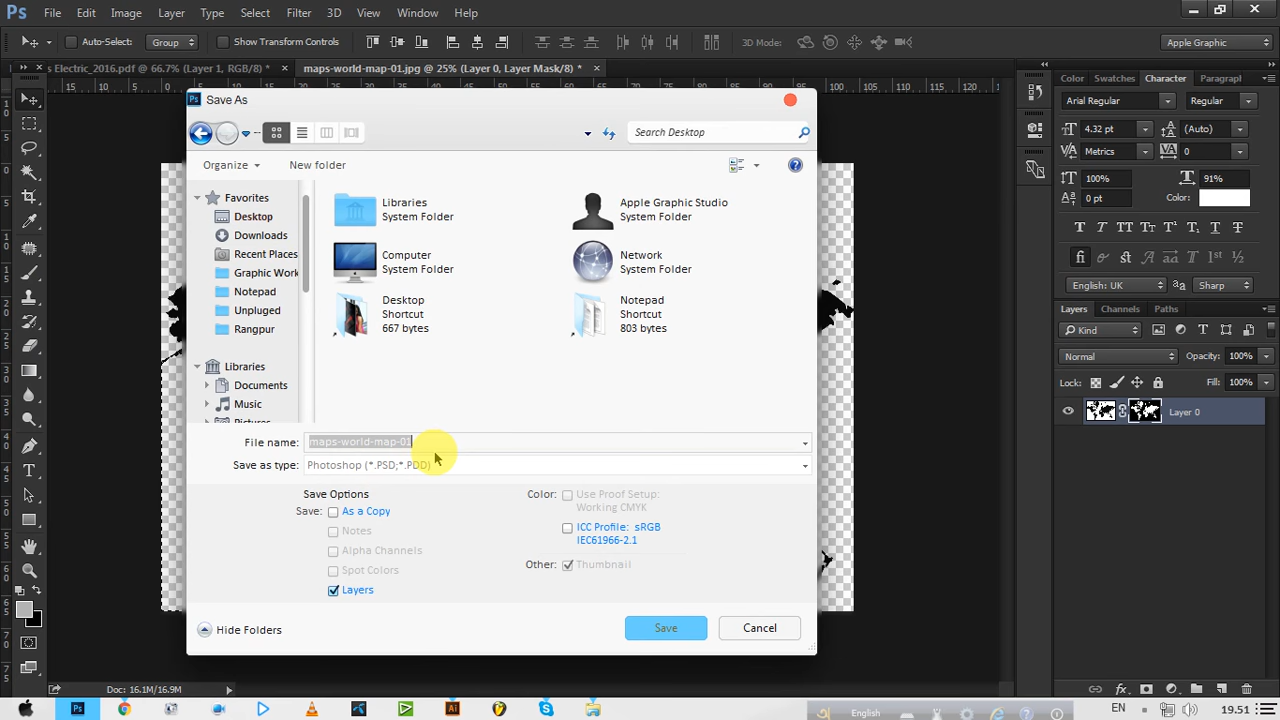 Ps File Edit Image Layer Type Select Filter 3D View Window Help
Auto-Select: Group Show Transform Controls 3D Mode: Apple Graphic
s Electric_2016.pdf @ 66.7% (Layer 1, RGB/8) * × maps-world-map-01.jpg @ 25% (Layer 0, Layer Mask/8) * ×
Save As
Search Desktop
Organize New folder
Favorites
Desktop
Downloads
Recent Places
Graphic Work
Notepad
Unpluged
Rangpur
Libraries
Documents
Music
Libraries
System Folder
Apple Graphic Studio
System Folder
Computer
System Folder
Network
System Folder
Desktop
Shortcut
667 bytes
Notepad
Shortcut
803 bytes
File name: maps-world-map-01
Save as type: Photoshop (*.PSD;*.PDD)
Save Options
Save: As a Copy
Notes
Alpha Channels
Spot Colors
Layers
Color: Use Proof Setup:
Working CMYK
ICC Profile: sRGB
IEC61966-2.1
Other: Thumbnail
Hide Folders Save Cancel
Color Swatches Character Paragraph
Arial Regular Regular
4.32 pt (Auto)
Metrics 0
100% 91%
0 pt Color:
English: UK Sharp
Layers Channels Paths
Kind
Normal Opacity: 100%
Lock: Fill: 100%
Layer 0
Doc: 16.1M/16.9M
English
EN 19.51